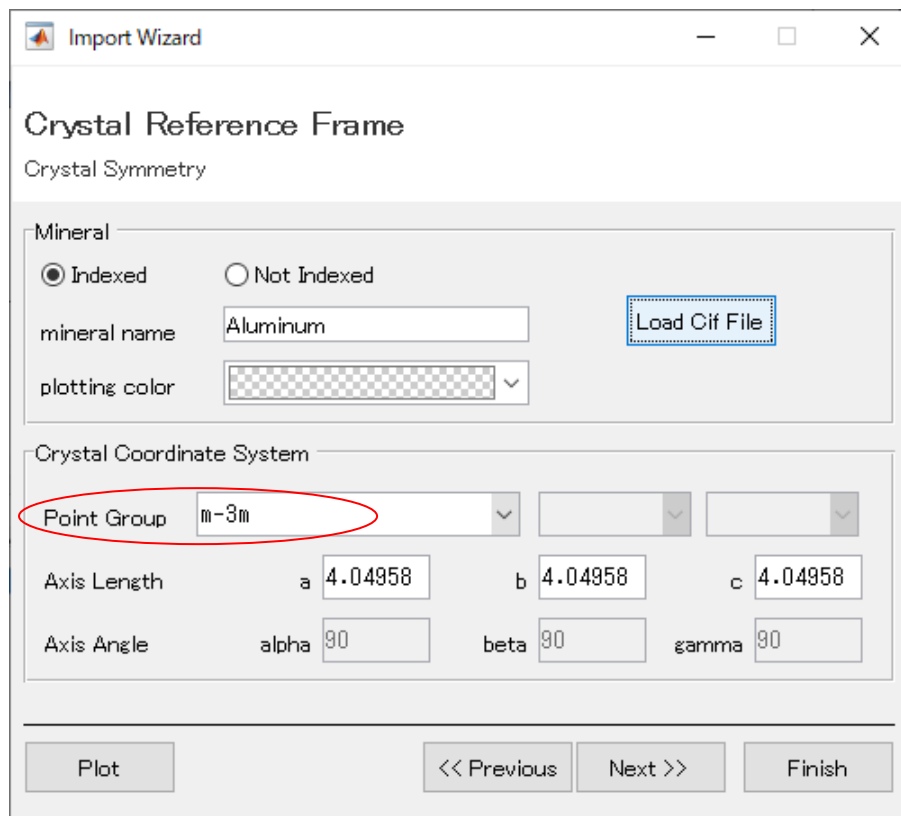 Import Wizard
Crystal Reference Frame
Crystal Symmetry
Mineral
Indexed Not Indexed
mineral name Aluminum Load Cif File
plotting color
Crystal Coordinate System
Point Group m-3m
Axis Length a 4.04958 b 4.04958 c 4.04958
Axis Angle alpha 90 beta 90 gamma 90
Plot << Previous Next >> Finish